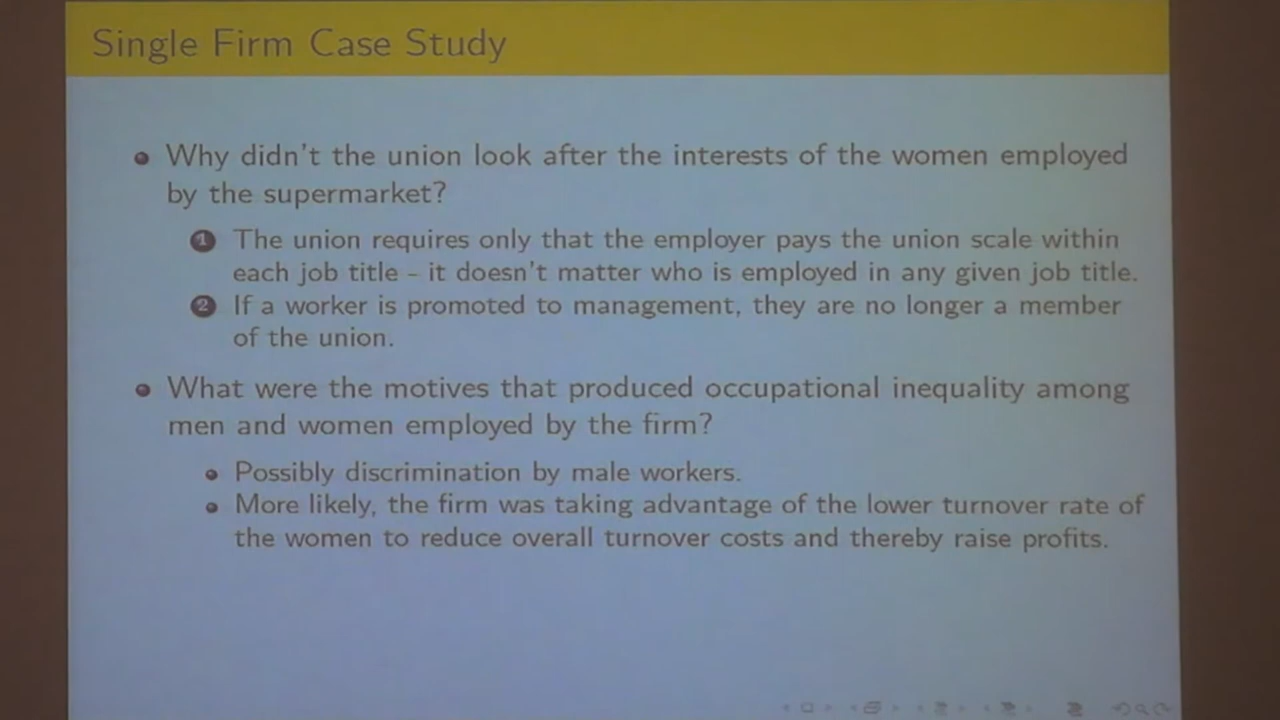 Single Firm Case Study
Why didn't the union look after the interests of the women employed
by the supermarket?
1 The union requires only that the employer pays the union scale within
each job title – it doesn't matter who is employed in any given job title.
2 If a worker is promoted to management, they are no longer a member
of the union.
What were the motives that produced occupational inequality among
men and women employed by the firm?
Possibly discrimination by male workers.
More likely, the firm was taking advantage of the lower turnover rate of
the women to reduce overall turnover costs and thereby raise profits.